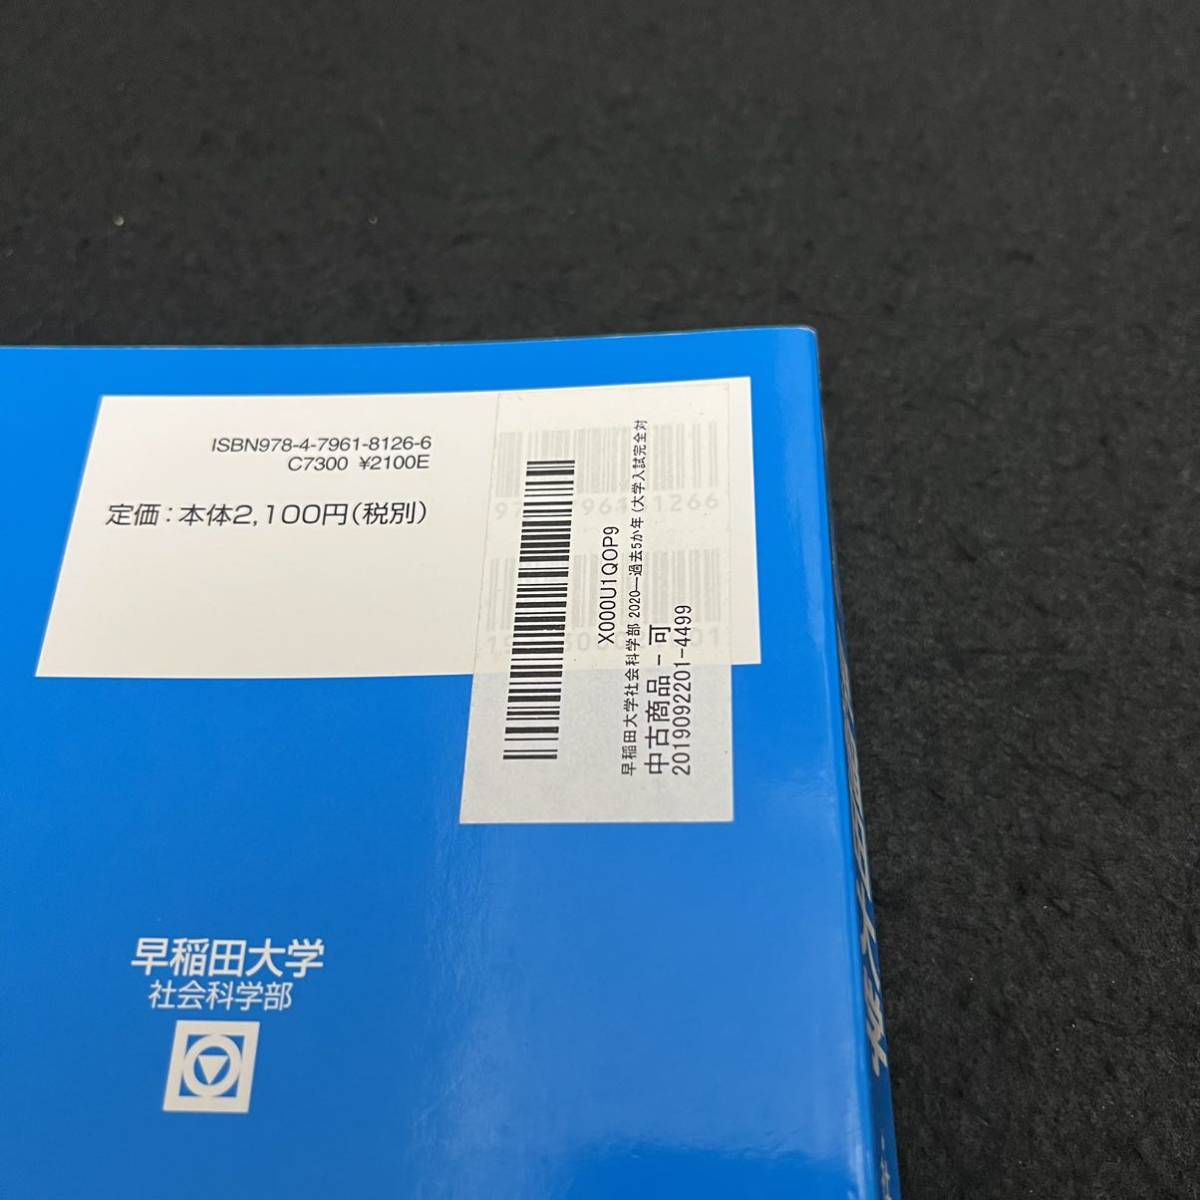 ISBN978-4-7961-8126-6
C7300 ¥2100E
定価：本体2,100円（税別）
X000U1QOP9
早稲田大学社会科学部 2020―過去5か年 (大学入試完全対
中古商品 - 可
2019092201-4499
早稲田大学
社会科学部